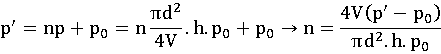 p′ = np + p₀ = n πd²/4V . h. p₀ + p₀ → n = 4V(p′ − p₀)/πd². h. p₀